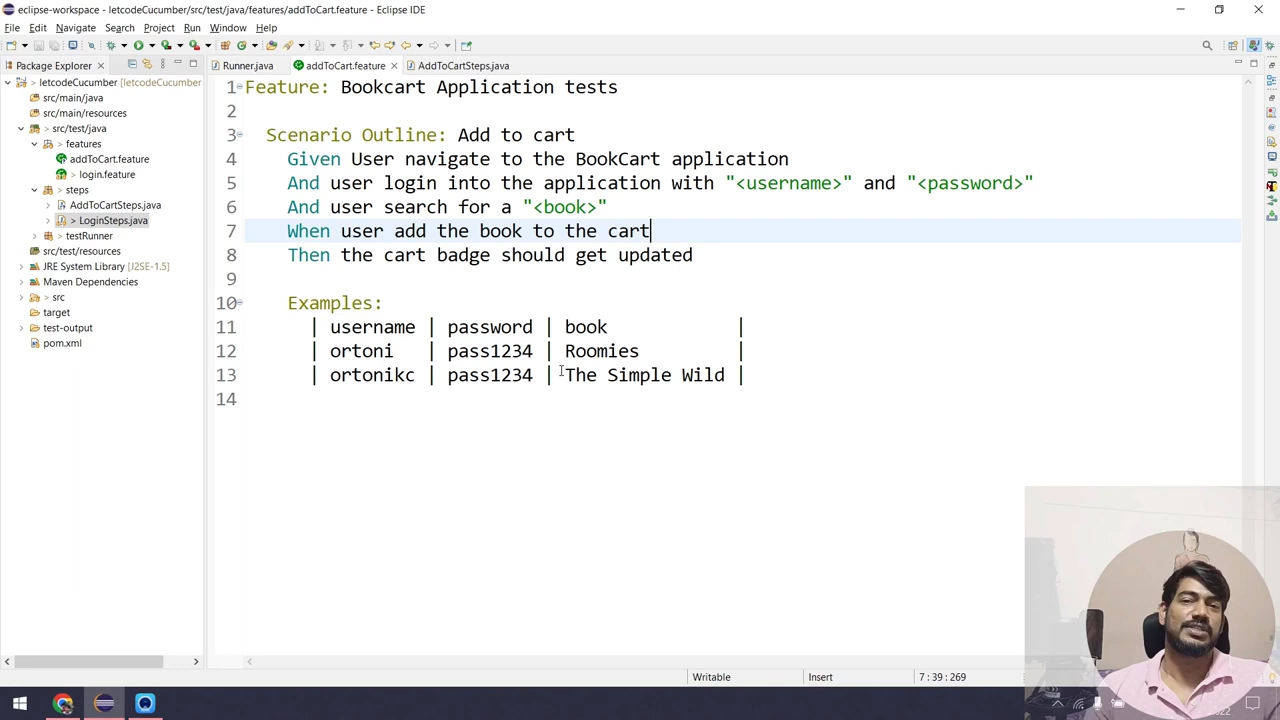 eclipse-workspace - letcodeCucumber/src/test/java/features/addToCart.feature - Eclipse IDE
File Edit Navigate Search Project Run Window Help
Package Explorer
Runner.java addToCart.feature AddToCartSteps.java
> letcodeCucumber (letcodeCucumber
src/main/java
src/main/resources
> src/test/java
> features
addToCart.feature
> login.feature
> steps
AddToCartSteps.java
> LoginSteps.java
> testRunner
src/test/resources
JRE System Library [J2SE-1.5]
Maven Dependencies
> src
target
test-output
pom.xml
1 Feature: Bookcart Application tests
2
3 Scenario Outline: Add to cart
4 Given User navigate to the BookCart application
5 And user login into the application with "<username>" and "<password>"
6 And user search for a "<book>"
7 When user add the book to the cart
8 Then the cart badge should get updated
9
10 Examples:
11 | username | password | book |
12 | ortoni | pass1234 | Roomies |
13 | ortonikc | pass1234 | The Simple Wild |
14
Writable Insert 7 : 39 : 269
2022